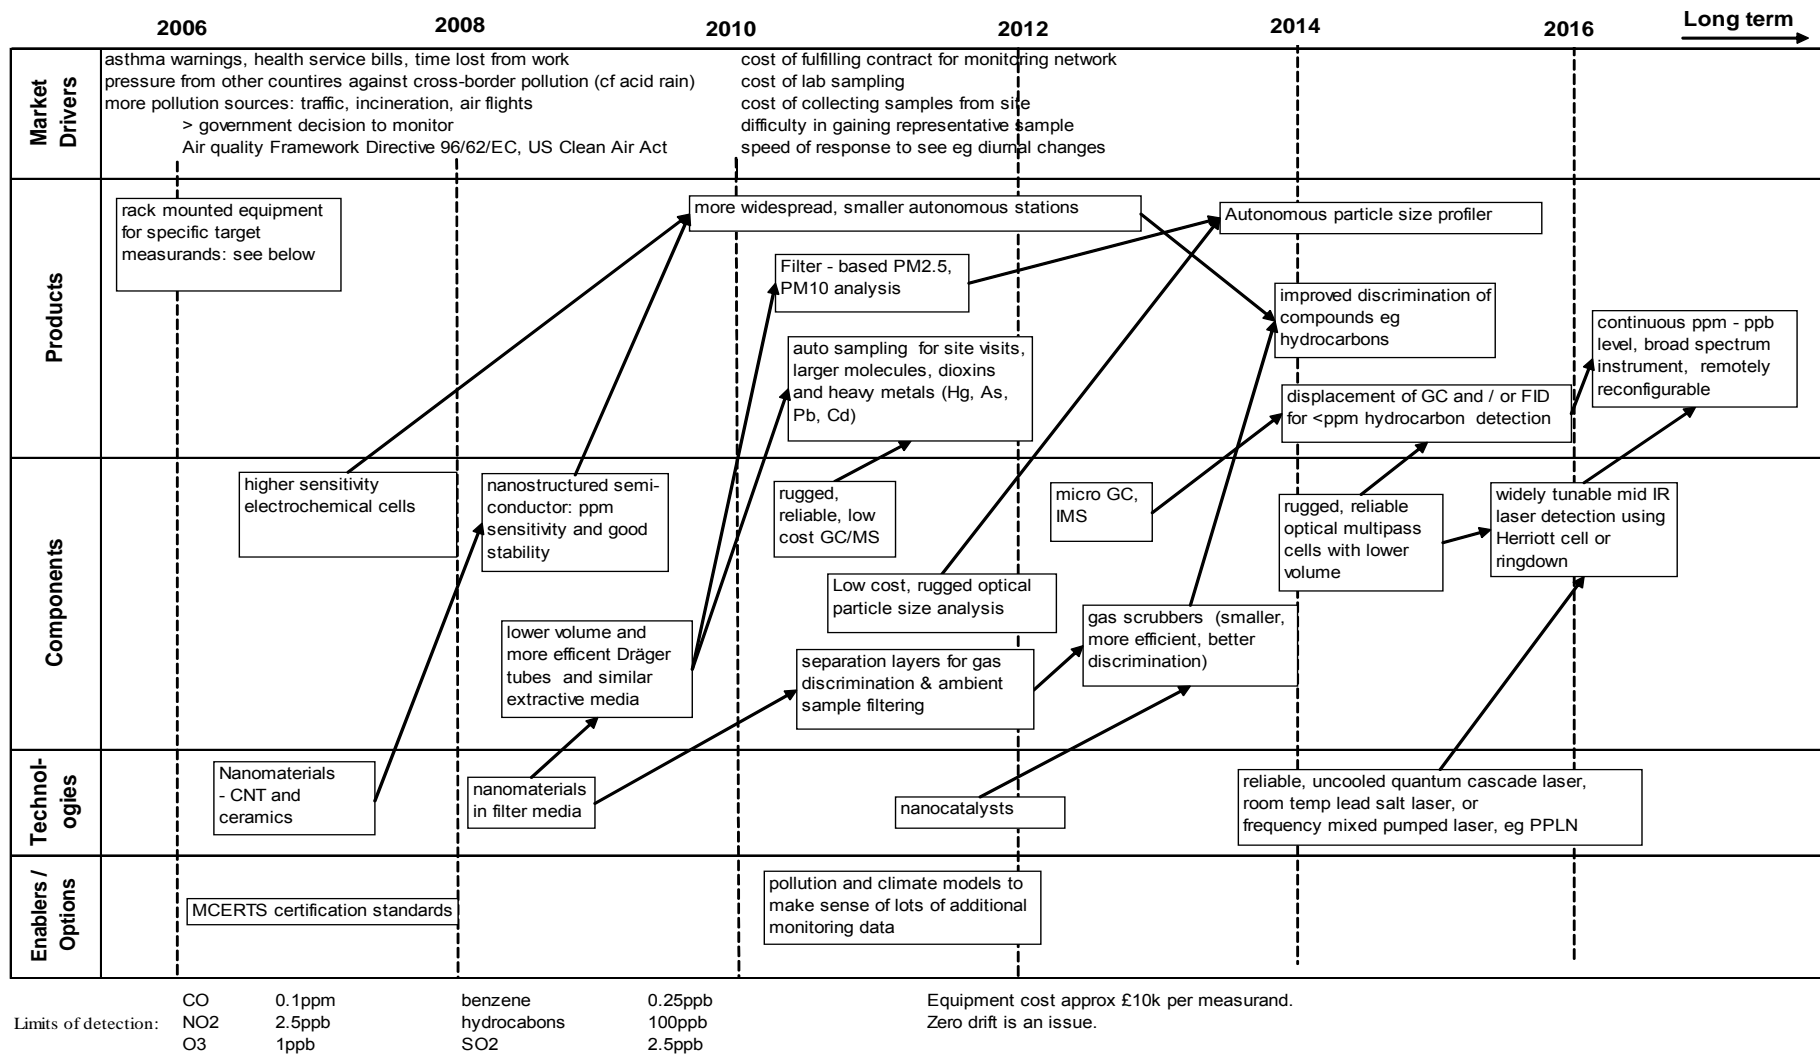 2006
2008
2010
2012
2014
2016
Long term
Market
Drivers
asthma warnings, health service bills, time lost from work
pressure from other countires against cross-border pollution (cf acid rain)
more pollution sources: traffic, incineration, air flights
> government decision to monitor
Air quality Framework Directive 96/62/EC, US Clean Air Act
cost of fulfilling contract for monitoring network
cost of lab sampling
cost of collecting samples from site
difficulty in gaining representative sample
speed of response to see eg diurnal changes
Products
rack mounted equipment
for specific target
measurands: see below
more widespread, smaller autonomous stations
Autonomous particle size profiler
Filter - based PM2.5,
PM10 analysis
improved discrimination of
compounds eg
hydrocarbons
continuous ppm - ppb
level, broad spectrum
instrument, remotely
reconfigurable
auto sampling for site visits,
larger molecules, dioxins
and heavy metals (Hg, As,
Pb, Cd)
displacement of GC and / or FID
for <ppm hydrocarbon detection
Components
higher sensitivity
electrochemical cells
nanostructured semi-
conductor: ppm
sensitivity and good
stability
rugged,
reliable, low
cost GC/MS
micro GC,
IMS
rugged, reliable
optical multipass
cells with lower
volume
widely tunable mid IR
laser detection using
Herriott cell or
ringdown
Low cost, rugged optical
particle size analysis
lower volume and
more efficent Dräger
tubes and similar
extractive media
separation layers for gas
discrimination & ambient
sample filtering
gas scrubbers (smaller,
more efficient, better
discrimination)
Technol-
ogies
Nanomaterials
- CNT and
ceramics
nanomaterials
in filter media
nanocatalysts
reliable, uncooled quantum cascade laser,
room temp lead salt laser, or
frequency mixed pumped laser, eg PPLN
Enablers /
Options
MCERTS certification standards
pollution and climate models to
make sense of lots of additional
monitoring data
Limits of detection:
CO 0.1ppm benzene 0.25ppb
NO2 2.5ppb hydrocabons 100ppb
O3 1ppb SO2 2.5ppb
Equipment cost approx £10k per measurand.
Zero drift is an issue.